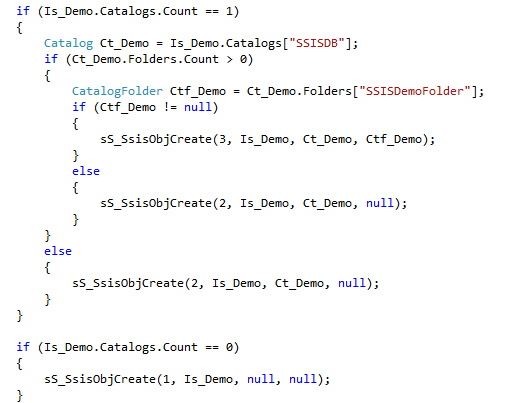 if (Is_Demo.Catalogs.Count == 1)
{
    Catalog Ct_Demo = Is_Demo.Catalogs["SSISDB"];
    if (Ct_Demo.Folders.Count > 0)
    {
        CatalogFolder Ctf_Demo = Ct_Demo.Folders["SSISDemoFolder"];
        if (Ctf_Demo != null)
        {
            sS_SsisObjCreate(3, Is_Demo, Ct_Demo, Ctf_Demo);
        }
        else
        {
            sS_SsisObjCreate(2, Is_Demo, Ct_Demo, null);
        }
    }
    else
    {
        sS_SsisObjCreate(2, Is_Demo, Ct_Demo, null);
    }
}

if (Is_Demo.Catalogs.Count == 0)
{
    sS_SsisObjCreate(1, Is_Demo, null, null);
}